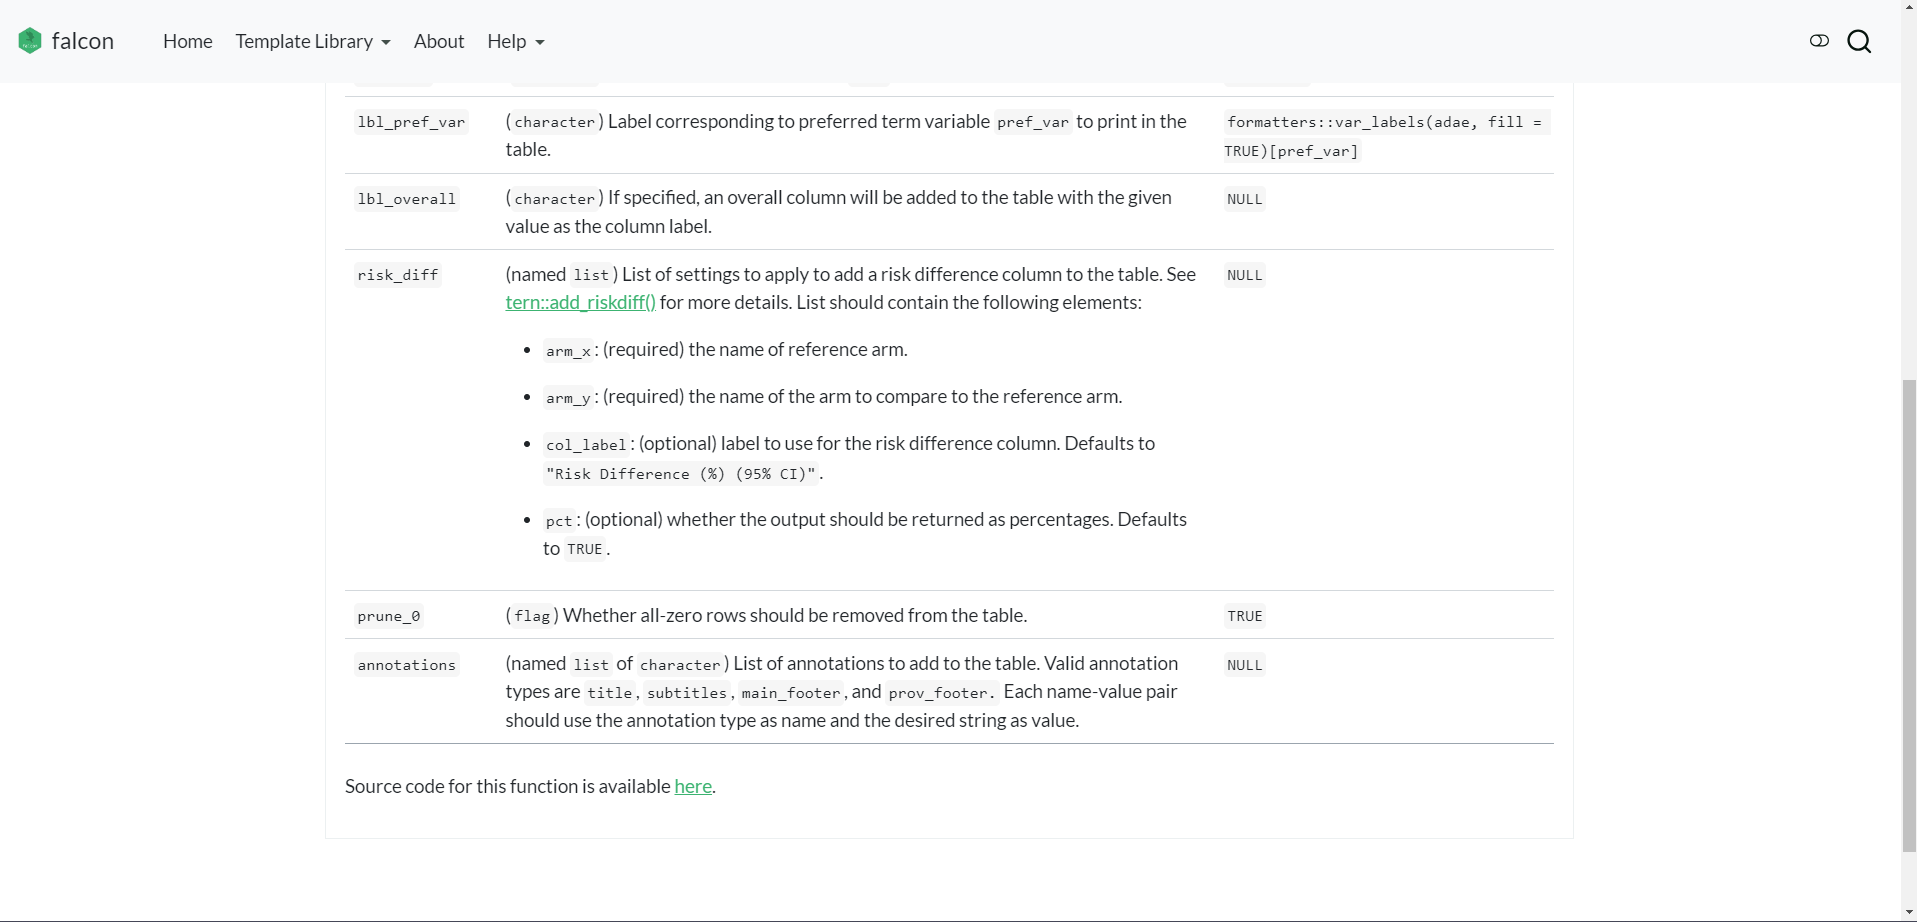 falcon Home Template Library About Help
lbl_pref_var (character) Label corresponding to preferred term variable pref_var to print in the formatters::var_labels(adae, fill =
table. TRUE)[pref_var]
lbl_overall (character) If specified, an overall column will be added to the table with the given NULL
value as the column label.
risk_diff (named list) List of settings to apply to add a risk difference column to the table. See NULL
tern::add_riskdiff() for more details. List should contain the following elements:
• arm_x: (required) the name of reference arm.
• arm_y: (required) the name of the arm to compare to the reference arm.
• col_label: (optional) label to use for the risk difference column. Defaults to
"Risk Difference (%) (95% CI)".
• pct: (optional) whether the output should be returned as percentages. Defaults
to TRUE.
prune_0 (flag) Whether all-zero rows should be removed from the table. TRUE
annotations (named list of character) List of annotations to add to the table. Valid annotation NULL
types are title, subtitles, main_footer, and prov_footer. Each name-value pair
should use the annotation type as name and the desired string as value.
Source code for this function is available here.